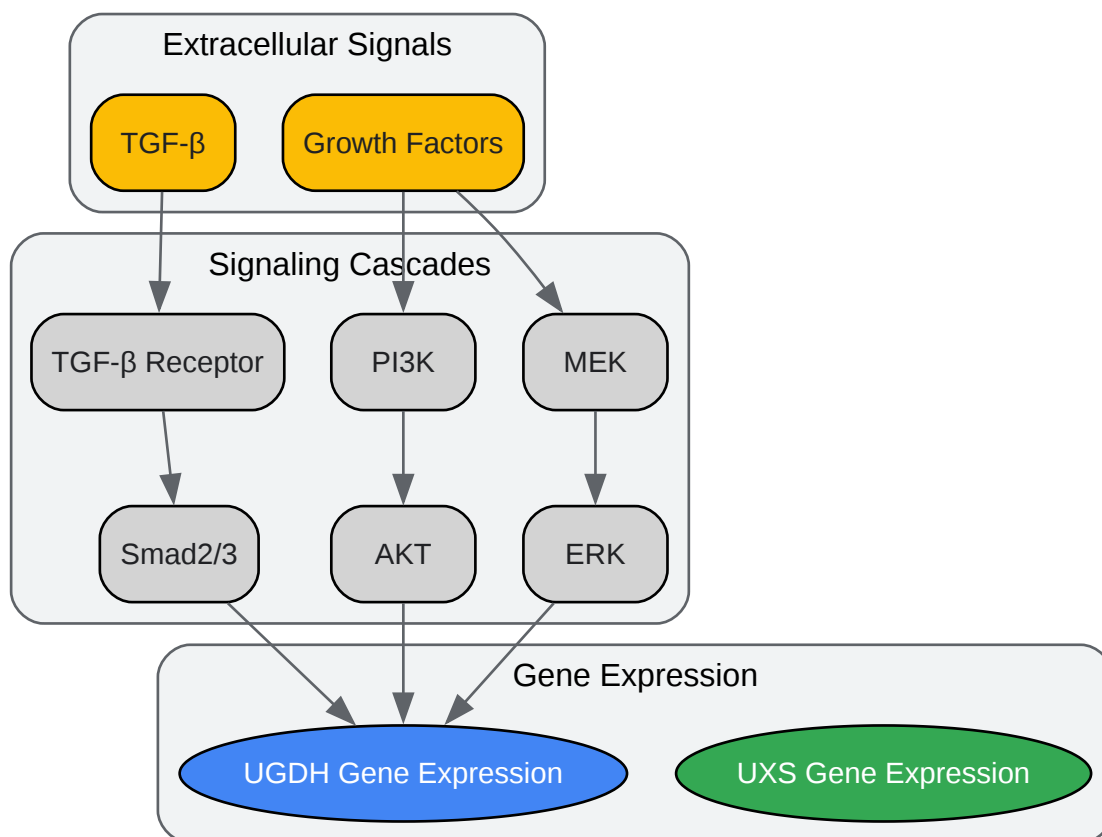 Extracellular Signals
TGF-β
Growth Factors
Signaling Cascades
TGF-β Receptor
PI3K
MEK
Smad2/3
AKT
ERK
Gene Expression
UGDH Gene Expression
UXS Gene Expression